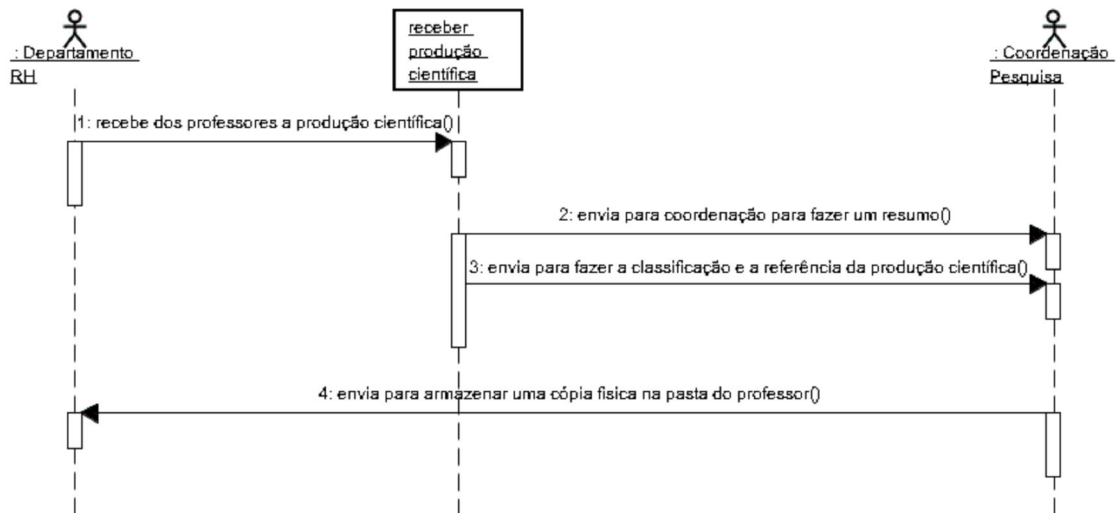 : Departamento
RH
receber
produção
científica
: Coordenação
Pesquisa
1: recebe dos professores a produção científica()
2: envia para coordenação para fazer um resumo()
3: envia para fazer a classificação e a referência da produção científica()
4: envia para armazenar uma cópia fisica na pasta do professor()